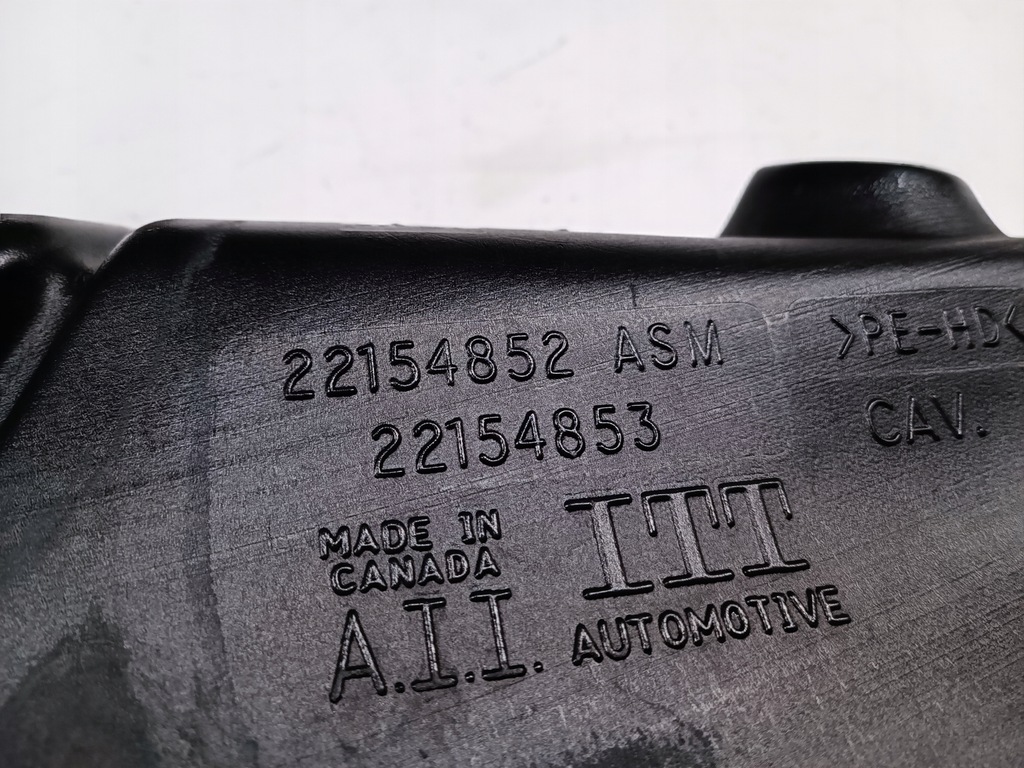 22154852 ASM
22154853
>PE-HD<
CAV.
MADE IN
CANADA
A.I.I.
ITT
AUTOMOTIVE